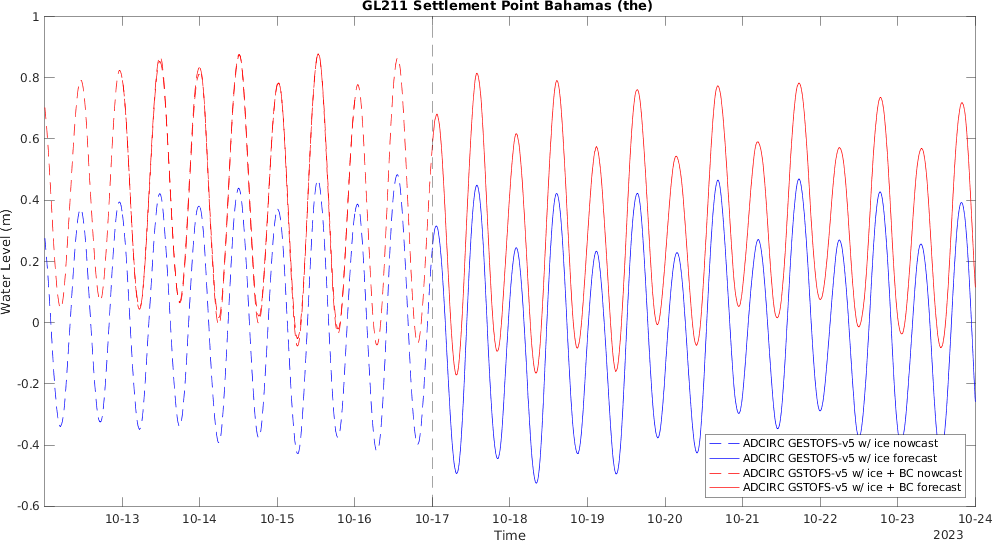 GL211 Settlement Point Bahamas (the)
1
0.8
0.6
0.4
0.2
0
-0.2
-0.4
-0.6
Water Level (m)
ADCIRC GESTOFS-v5 w/ ice nowcast
ADCIRC GESTOFS-v5 w/ ice forecast
ADCIRC GSTOFS-v5 w/ ice + BC nowcast
ADCIRC GSTOFS-v5 w/ ice + BC forecast
10-13 10-14 10-15 10-16 10-17 10-18 10-19 10-20 10-21 10-22 10-23 10-24
Time
2023